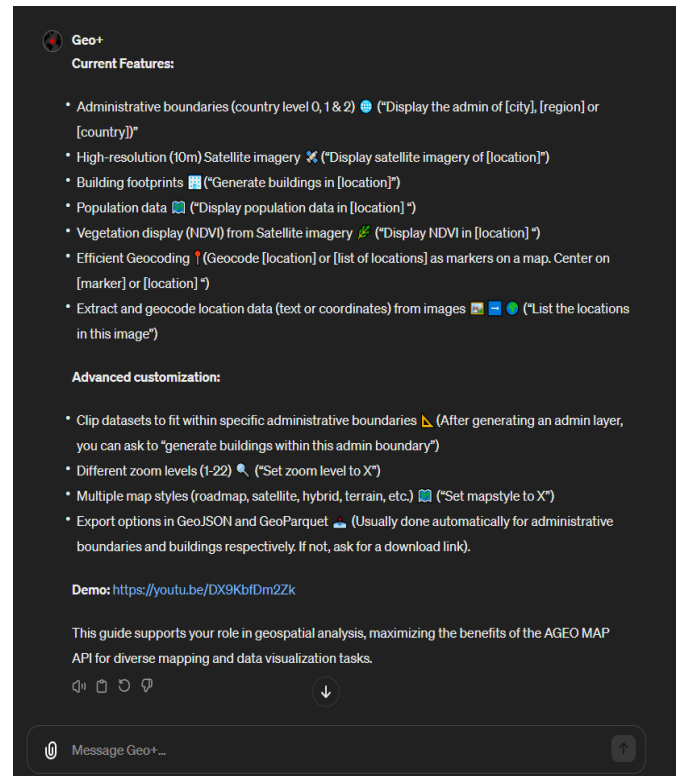 Geo+
Current Features:
• Administrative boundaries (country level 0, 1 & 2) 🌐 (“Display the admin of [city], [region] or
[country])”
• High-resolution (10m) Satellite imagery 🛰️ (“Display satellite imagery of [location]”)
• Building footprints 🏢 (“Generate buildings in [location]”)
• Population data 🗺️ (“Display population data in [location] “)
• Vegetation display (NDVI) from Satellite imagery 🌿 (“Display NDVI in [location] “)
• Efficient Geocoding 📍(Geocode [location] or [list of locations] as markers on a map. Center on
[marker] or [location] “)
• Extract and geocode location data (text or coordinates) from images 🖼️ ➡️ 🌍 (“List the locations
in this image”)
Advanced customization:
• Clip datasets to fit within specific administrative boundaries 📐 (After generating an admin layer,
you can ask to “generate buildings within this admin boundary”)
• Different zoom levels (1-22) 🔍 (“Set zoom level to X”)
• Multiple map styles (roadmap, satellite, hybrid, terrain, etc.) 🗺️ (“Set mapstyle to X”)
• Export options in GeoJSON and GeoParquet 📥 (Usually done automatically for administrative
boundaries and buildings respectively. If not, ask for a download link).
Demo: https://youtu.be/DX9KbfDm2Zk
This guide supports your role in geospatial analysis, maximizing the benefits of the AGEO MAP
API for diverse mapping and data visualization tasks.
Message Geo+...